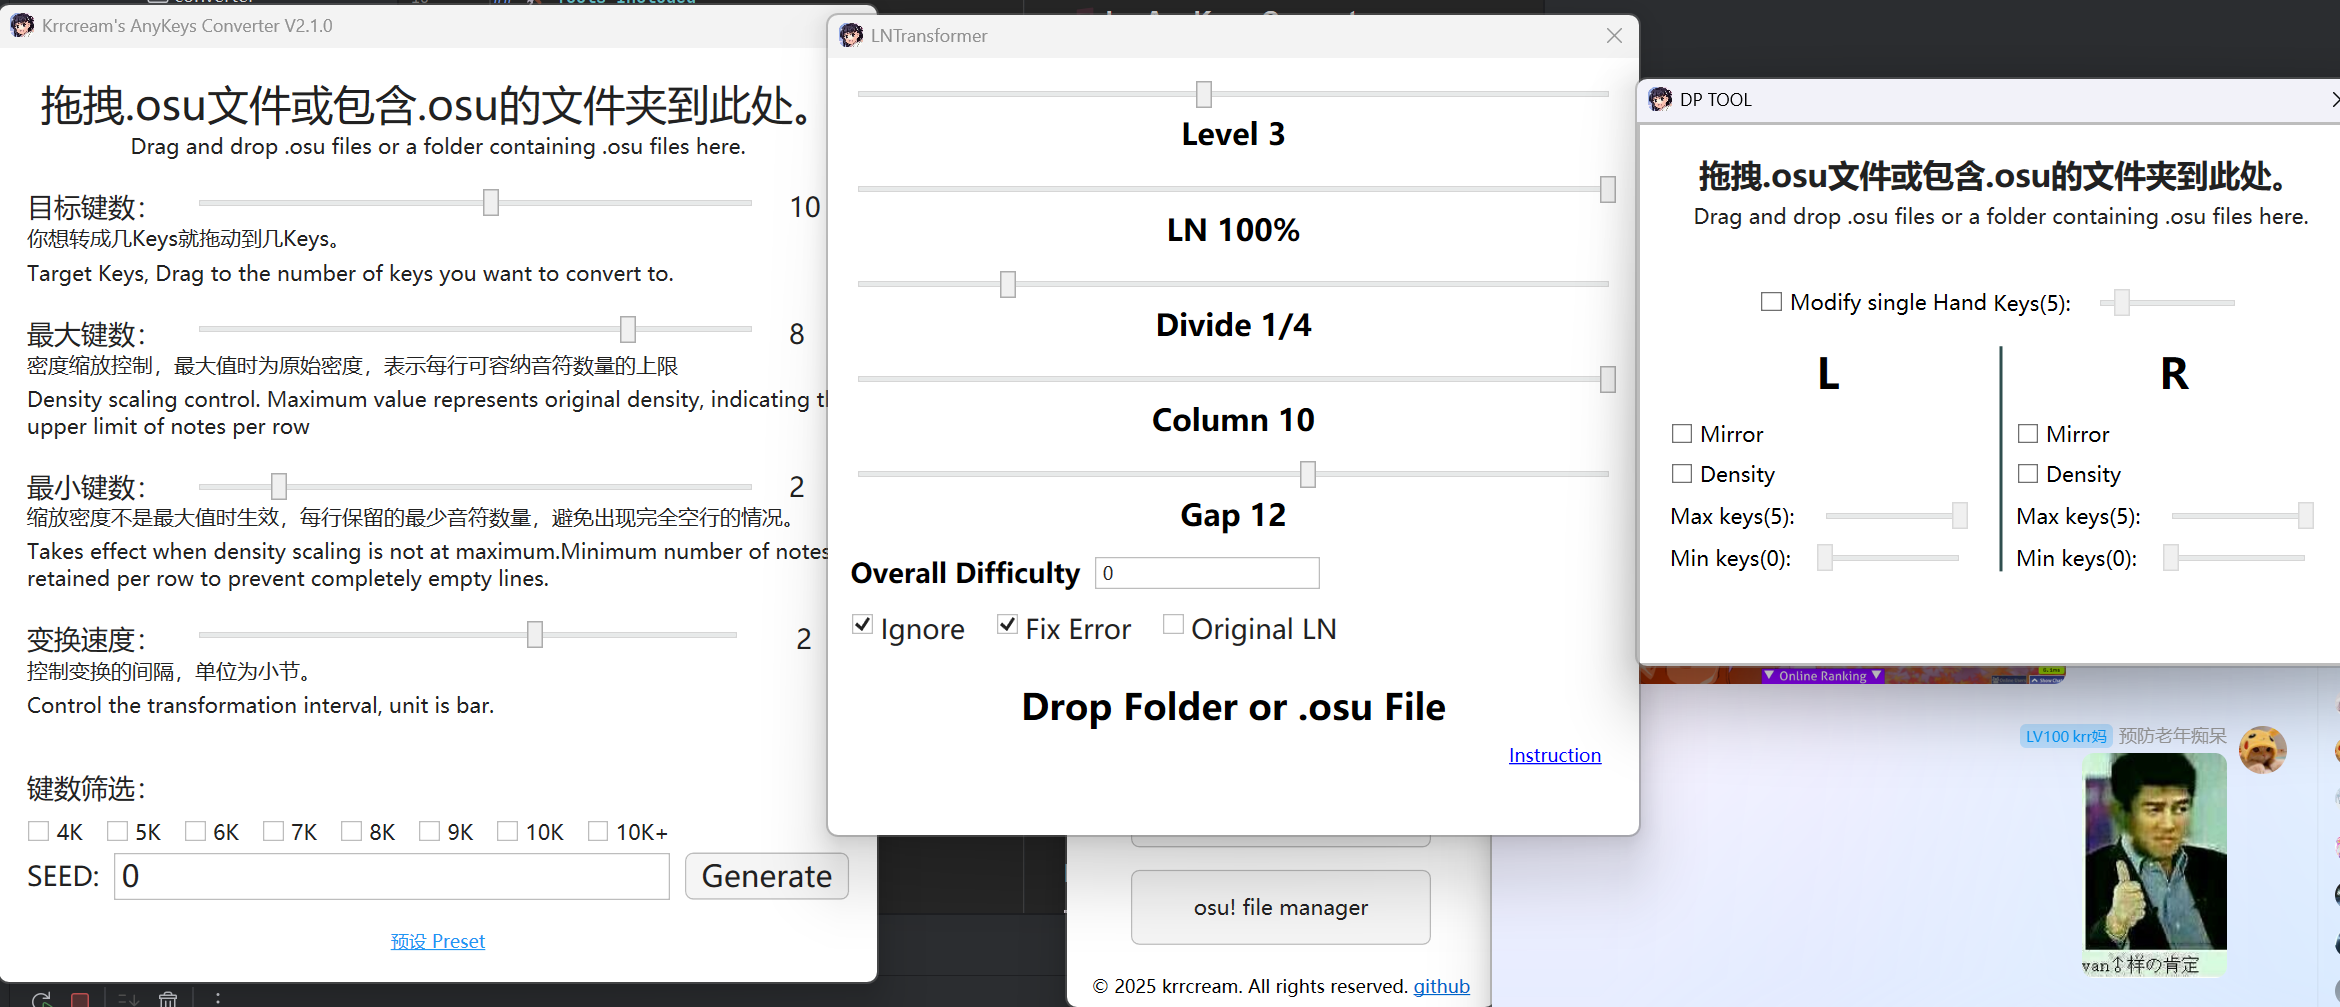 Krrcream's AnyKeys Converter V2.1.0
拖拽.osu文件或包含.osu的文件夹到此处。
Drag and drop .osu files or a folder containing .osu files here.
目标键数： 10
你想转成几Keys就拖动到几Keys。
Target Keys, Drag to the number of keys you want to convert to.
最大键数： 8
密度缩放控制，最大值时为原始密度，表示每行可容纳音符数量的上限
Density scaling control. Maximum value represents original density, indicating
upper limit of notes per row
最小键数： 2
缩放密度不是最大值时生效，每行保留的最少音符数量，避免出现完全空行的情况。
Takes effect when density scaling is not at maximum.Minimum number of notes
retained per row to prevent completely empty lines.
变换速度： 2
控制变换的间隔，单位为小节。
Control the transformation interval, unit is bar.
键数筛选：
4K 5K 6K 7K 8K 9K 10K 10K+
SEED: 0 Generate
预设 Preset
LNTransformer
Level 3
LN 100%
Divide 1/4
Column 10
Gap 12
Overall Difficulty 0
Ignore Fix Error Original LN
Drop Folder or .osu File
Instruction
osu! file manager
© 2025 krrcream. All rights reserved. github
DP TOOL
拖拽.osu文件或包含.osu的文件夹到此处。
Drag and drop .osu files or a folder containing .osu files here.
Modify single Hand Keys(5):
L R
Mirror Mirror
Density Density
Max keys(5): Max keys(5):
Min keys(0): Min keys(0):
▼ Online Ranking ▼
LV100 krr妈 预防老年痴呆
van♂样の肯定